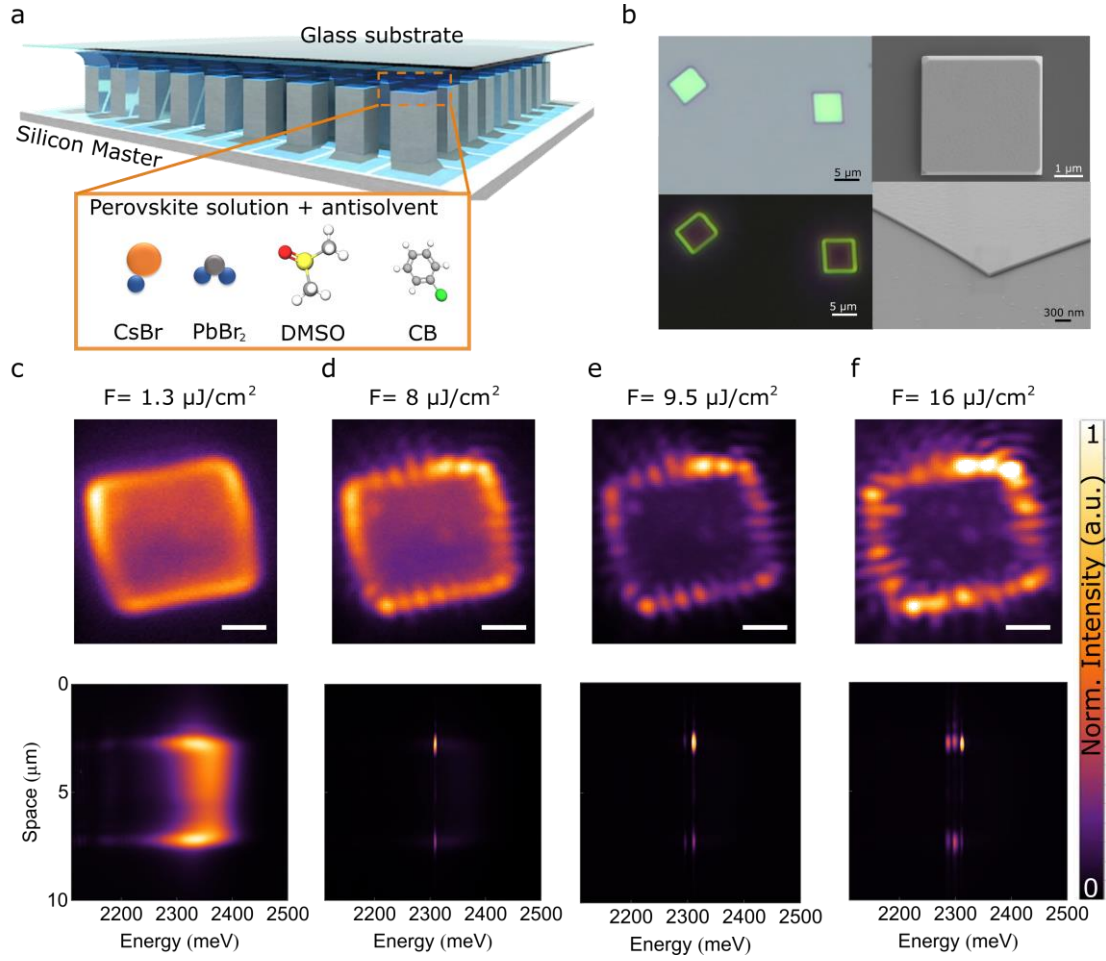 a
Glass substrate
Silicon Master
Perovskite solution + antisolvent
CsBr
PbBr₂
DMSO
CB
b
5 µm
1 µm
5 µm
300 nm
c
F= 1.3 µJ/cm²
d
F= 8 µJ/cm²
e
F= 9.5 µJ/cm²
f
F= 16 µJ/cm²
1
Norm. Intensity (a.u.)
0
0
5
10
Space (µm)
2200 2300 2400 2500
Energy (meV)
2200 2300 2400 2500
Energy (meV)
2200 2300 2400 2500
Energy (meV)
2200 2300 2400 2500
Energy (meV)